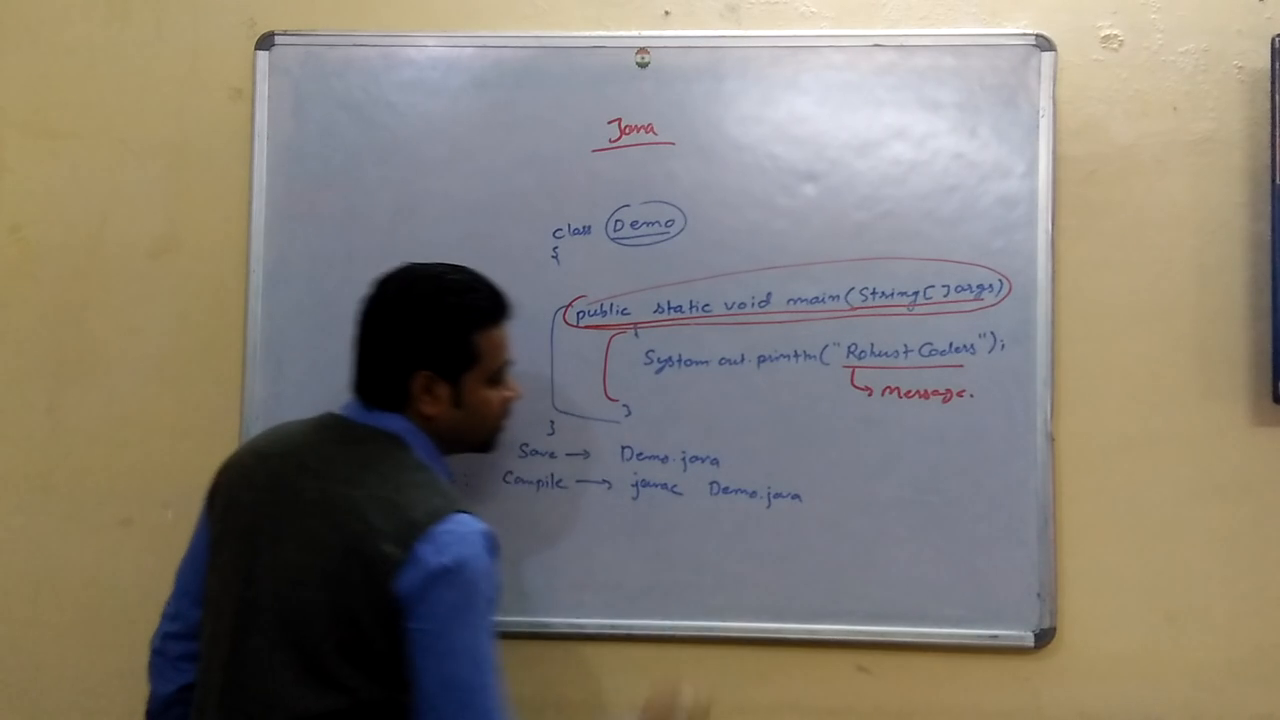 Java
class Demo
{
public static void main(String[] args)
{
System.out.println("Robust Coders");
Message.
}
}
Save → Demo.java
Compile → javac Demo.java